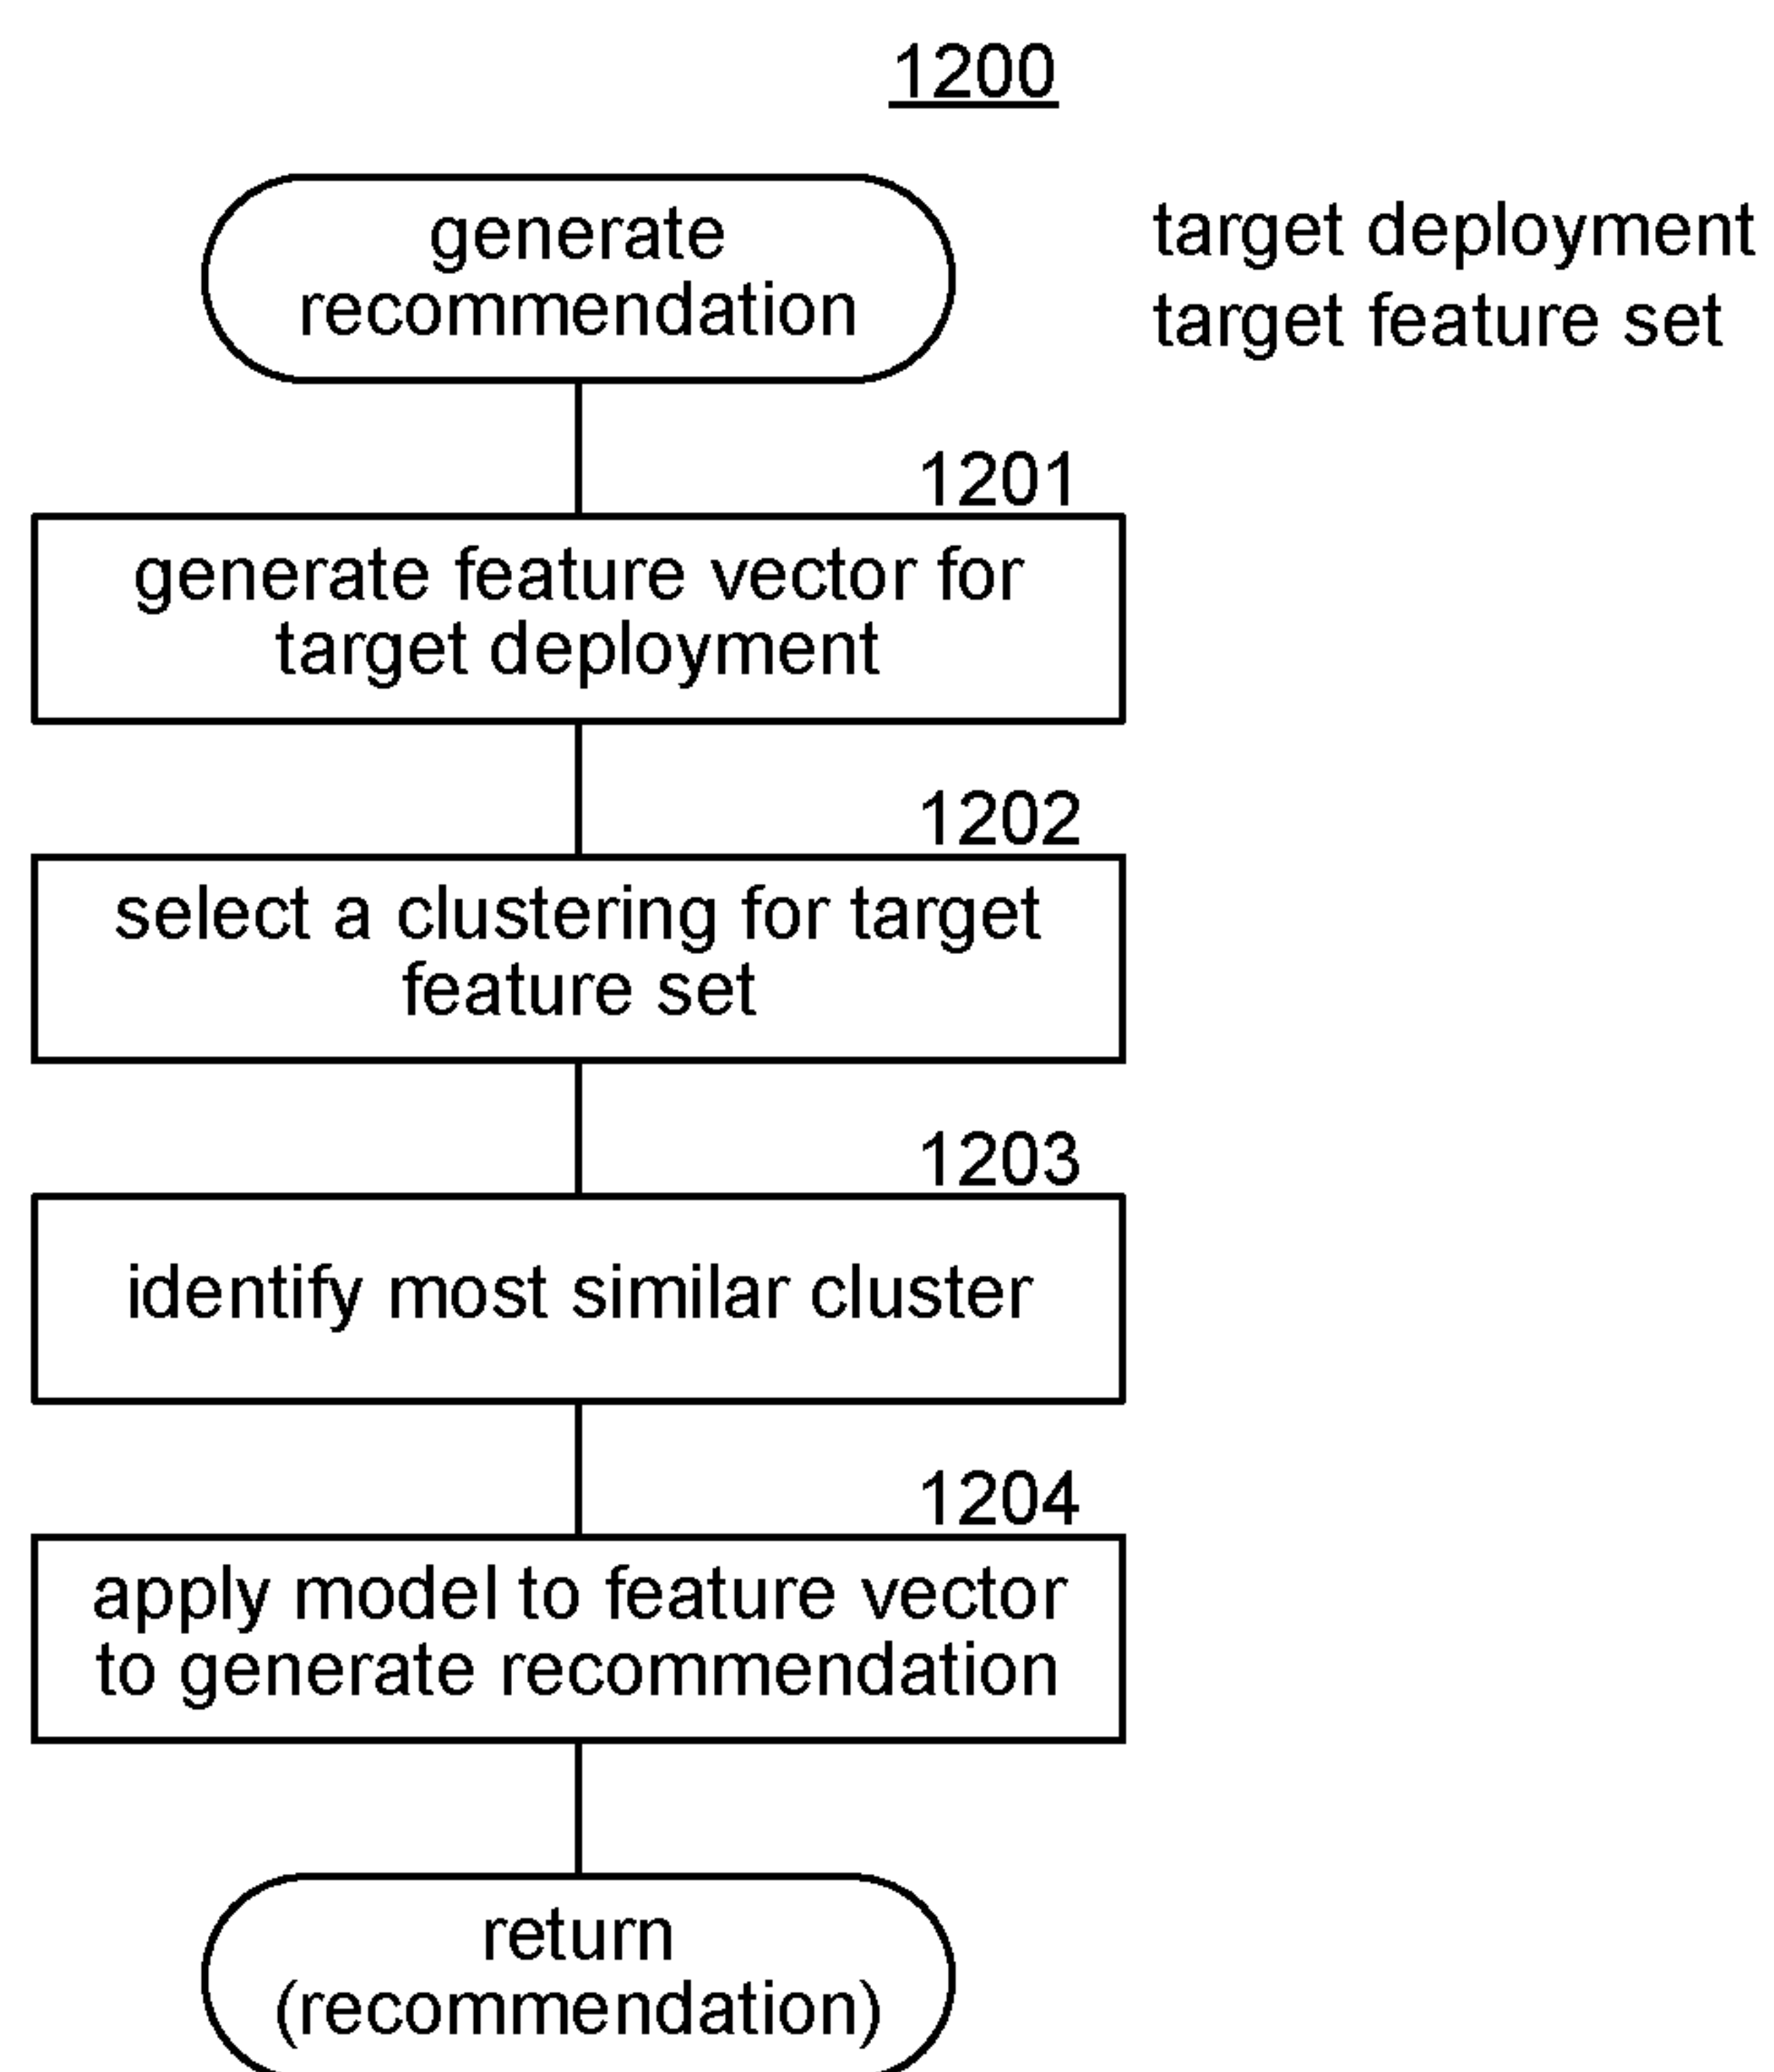 1200
generate
recommendation
target deployment
target feature set
1201
generate feature vector for
target deployment
1202
select a clustering for target
feature set
1203
identify most similar cluster
1204
apply model to feature vector
to generate recommendation
return
(recommendation)